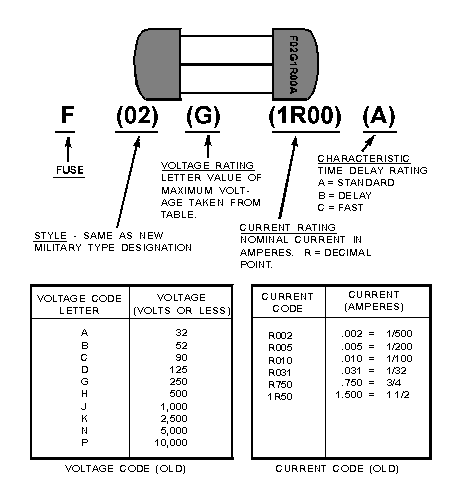 F02G1R00A
F (02) (G) (1R00) (A)
FUSE
VOLTAGE RATING
LETTER VALUE OF
MAXIMUM VOLT-
AGE TAKEN FROM
TABLE.
CHARACTERISTIC
TIME DELAY RATING
A = STANDARD
B = DELAY
C = FAST
STYLE - SAME AS NEW
MILITARY TYPE DESIGNATION
CURRENT RATING
NOMINAL CURRENT IN
AMPERES. R = DECIMAL
POINT.
VOLTAGE CODE LETTER VOLTAGE (VOLTS OR LESS)
A 32
B 52
C 90
D 125
G 250
H 500
J 1,000
K 2,500
N 5,000
P 10,000
VOLTAGE CODE (OLD)
CURRENT CODE CURRENT (AMPERES)
R002 .002 = 1/500
R005 .005 = 1/200
R010 .010 = 1/100
R031 .031 = 1/32
R750 .750 = 3/4
1R50 1.500 = 1 1/2
CURRENT CODE (OLD)